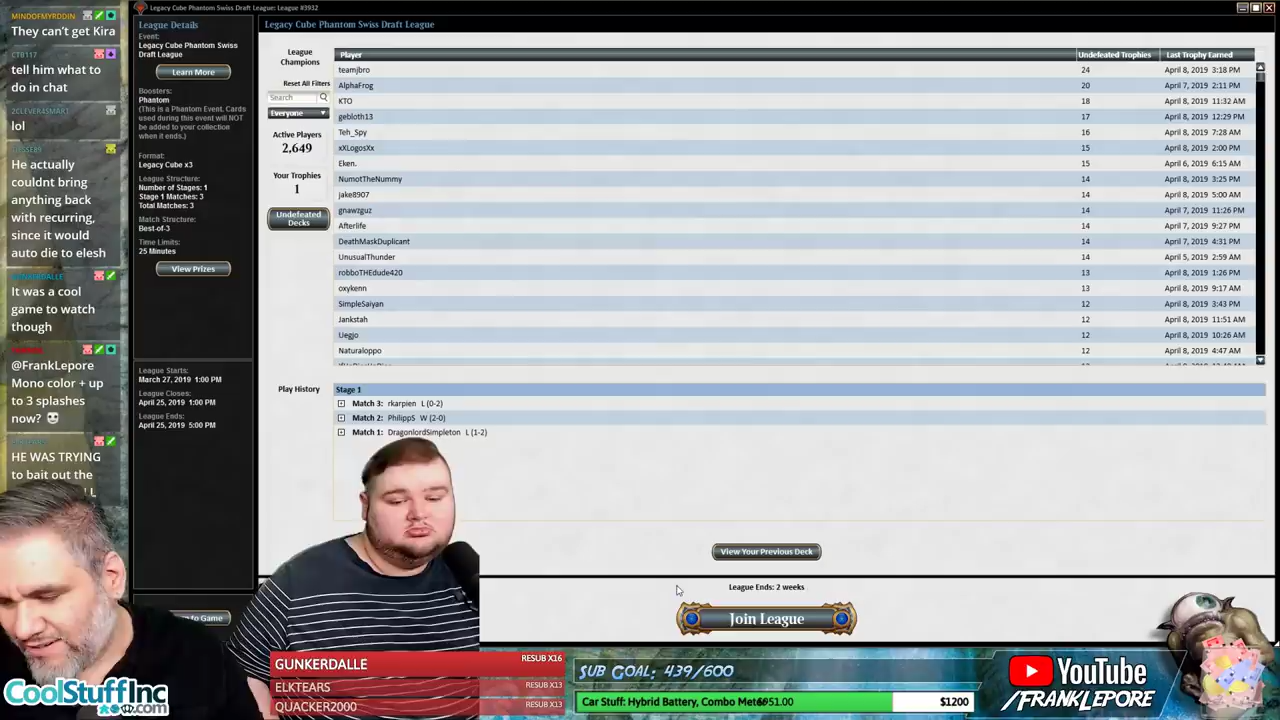 MINDOFMYRDDIN
They can't get Kira
CTB117
tell him what to
do in chat
2CLEVER4SMART
lol
He actually
couldnt bring
anything back
with recurring,
since it would
auto die to elesh
GUNKERDALLE
It was a cool
game to watch
though
@FrankLepore
Mono color + up
to 3 splashes
now?
HE WAS TRYING
to bait out the
Legacy Cube Phantom Swiss Draft League: League #3932
League Details
Event:
Legacy Cube Phantom Swiss
Draft League
Learn More
Boosters:
Phantom
(This is a Phantom Event. Cards
used during this event will NOT
be added to your collection
when it ends.)
Format:
Legacy Cube x3
League Structure:
Number of Stages: 1
Stage 1 Matches: 3
Total Matches: 3
Match Structure:
Best-of-3
Time Limits:
25 Minutes
View Prizes
League Starts:
March 27, 2019 1:00 PM
League Closes:
April 25, 2019 1:00 PM
League Ends:
April 25, 2019 5:00 PM
to Game
Legacy Cube Phantom Swiss Draft League
League
Champions
Reset All Filters
Search
Everyone
Active Players
2,649
Your Trophies
1
Undefeated
Decks
Player Undefeated Trophies Last Trophy Earned
teamjbro 24 April 8, 2019 3:18 PM
AlphaFrog 20 April 7, 2019 2:11 PM
KTO 18 April 8, 2019 11:32 AM
gebloth13 17 April 8, 2019 12:29 PM
Teh_Spy 16 April 8, 2019 7:28 AM
xXLogosXx 15 April 8, 2019 2:00 PM
Eken. 15 April 6, 2019 6:15 AM
NumotTheNummy 14 April 8, 2019 3:25 PM
jake8907 14 April 8, 2019 5:00 AM
gnawzguz 14 April 7, 2019 11:26 PM
Afterlife 14 April 7, 2019 9:27 PM
DeathMaskDuplicant 14 April 7, 2019 4:31 PM
UnusualThunder 14 April 5, 2019 2:59 AM
robboTHEdude420 13 April 8, 2019 1:26 PM
oxykenn 13 April 8, 2019 9:17 AM
SimpleSaiyan 12 April 8, 2019 3:43 PM
Jankstah 12 April 8, 2019 11:51 AM
Uegjo 12 April 8, 2019 10:26 AM
Naturaloppo 12 April 8, 2019 4:47 AM
Play History
Stage 1
Match 3: rkarpien L (0-2)
Match 2: PhilippS W (2-0)
Match 1: DragonlordSimpleton L (1-2)
View Your Previous Deck
League Ends: 2 weeks
Join League
GUNKERDALLE RESUB X16
ELKTEARS RESUB X13
QUACKER2000 RESUB X13
SUB GOAL: 439/600
Car Stuff: Hybrid Battery, Combo Meter $1200
YouTube
/FRANKLEPORE
CoolStuffInc
.com